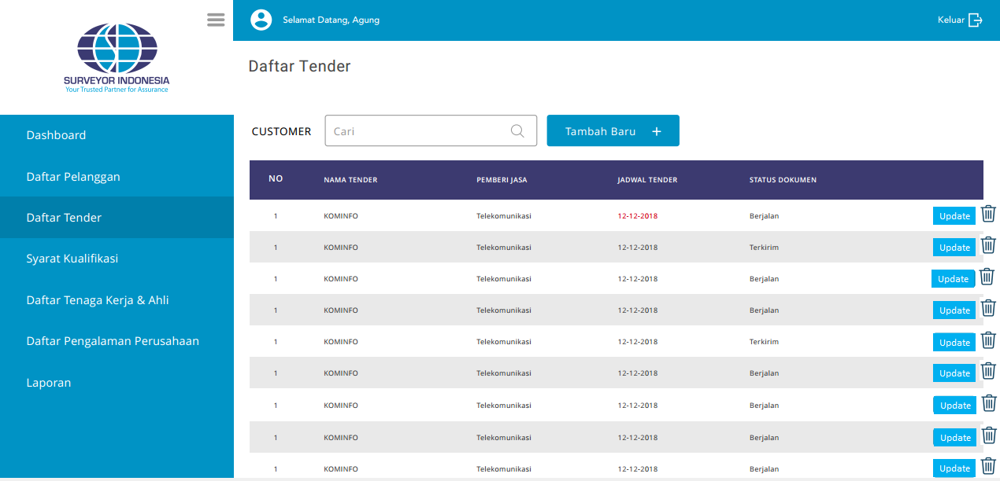 Selamat Datang, Agung
Keluar
SURVEYOR INDONESIA
Your Trusted Partner for Assurance
Dashboard
Daftar Pelanggan
Daftar Tender
Syarat Kualifikasi
Daftar Tenaga Kerja & Ahli
Daftar Pengalaman Perusahaan
Laporan
Daftar Tender
CUSTOMER Cari Tambah Baru +
NO NAMA TENDER PEMBERI JASA JADWAL TENDER STATUS DOKUMEN
1 KOMINFO Telekomunikasi 12-12-2018 Berjalan Update
1 KOMINFO Telekomunikasi 12-12-2018 Terkirim Update
1 KOMINFO Telekomunikasi 12-12-2018 Berjalan Update
1 KOMINFO Telekomunikasi 12-12-2018 Berjalan Update
1 KOMINFO Telekomunikasi 12-12-2018 Terkirim Update
1 KOMINFO Telekomunikasi 12-12-2018 Berjalan Update
1 KOMINFO Telekomunikasi 12-12-2018 Berjalan Update
1 KOMINFO Telekomunikasi 12-12-2018 Berjalan Update
1 KOMINFO Telekomunikasi 12-12-2018 Berjalan Update